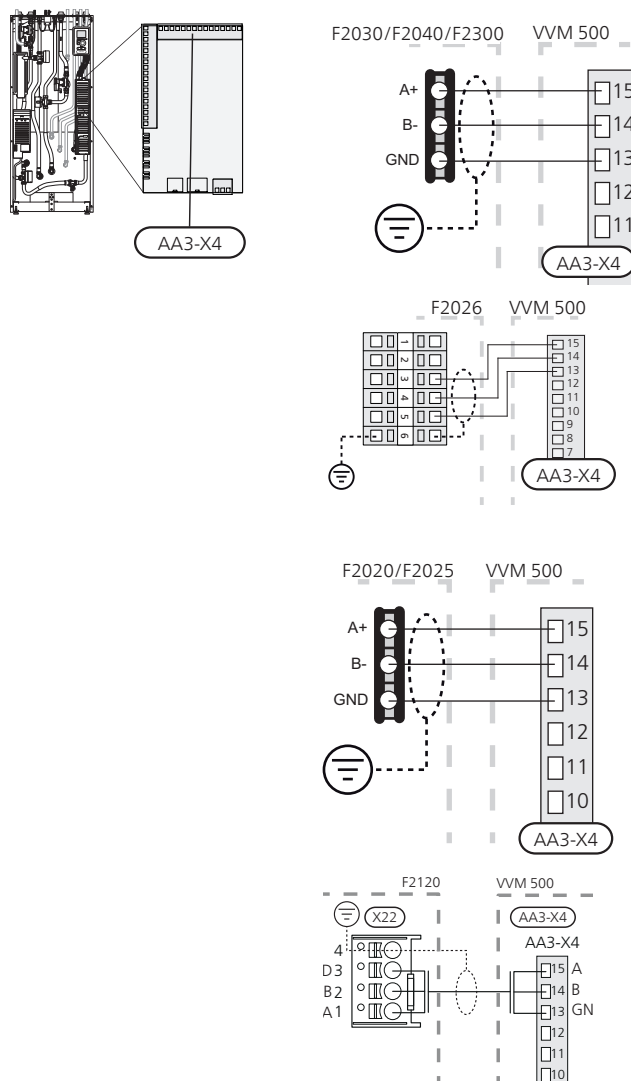 AA3-X4
F2030/F2040/F2300 VVM 500
A+
B-
GND
15
14
13
12
11
AA3-X4
F2026 VVM 500
1
2
3
4
5
6
15
14
13
12
11
10
9
8
7
AA3-X4
F2020/F2025 VVM 500
A+
B-
GND
15
14
13
12
11
10
AA3-X4
F2120 VVM 500
X22
AA3-X4
AA3-X4
4
D3
B2
A1
15 A
14 B
13 GN
12
11
10